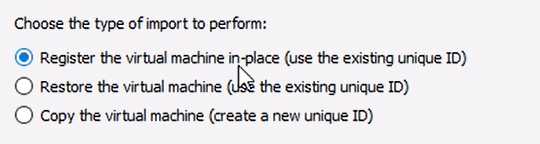 Choose the type of import to perform:
Register the virtual machine in-place (use the existing unique ID)
Restore the virtual machine (use the existing unique ID)
Copy the virtual machine (create a new unique ID)